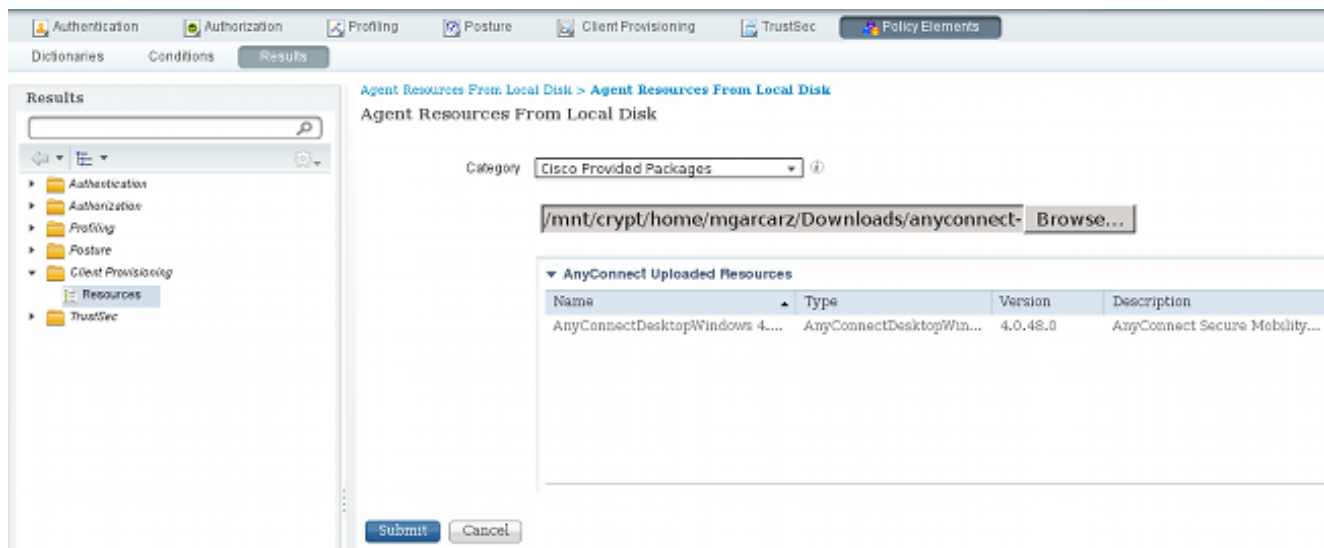 Authentication Authorization Profiling Posture Client Provisioning TrustSec Policy Elements
Dictionaries Conditions Results
Results
Authentication
Authorization
Profiling
Posture
Client Provisioning
Resources
TrustSec
Agent Resources From Local Disk > Agent Resources From Local Disk
Agent Resources From Local Disk
Category Cisco Provided Packages
/mnt/crypt/home/mgarcarz/Downloads/anyconnect- Browse...
AnyConnect Uploaded Resources
Name Type Version Description
AnyConnectDesktopWindows 4.... AnyConnectDesktopWin... 4.0.48.0 AnyConnect Secure Mobility...
Submit Cancel